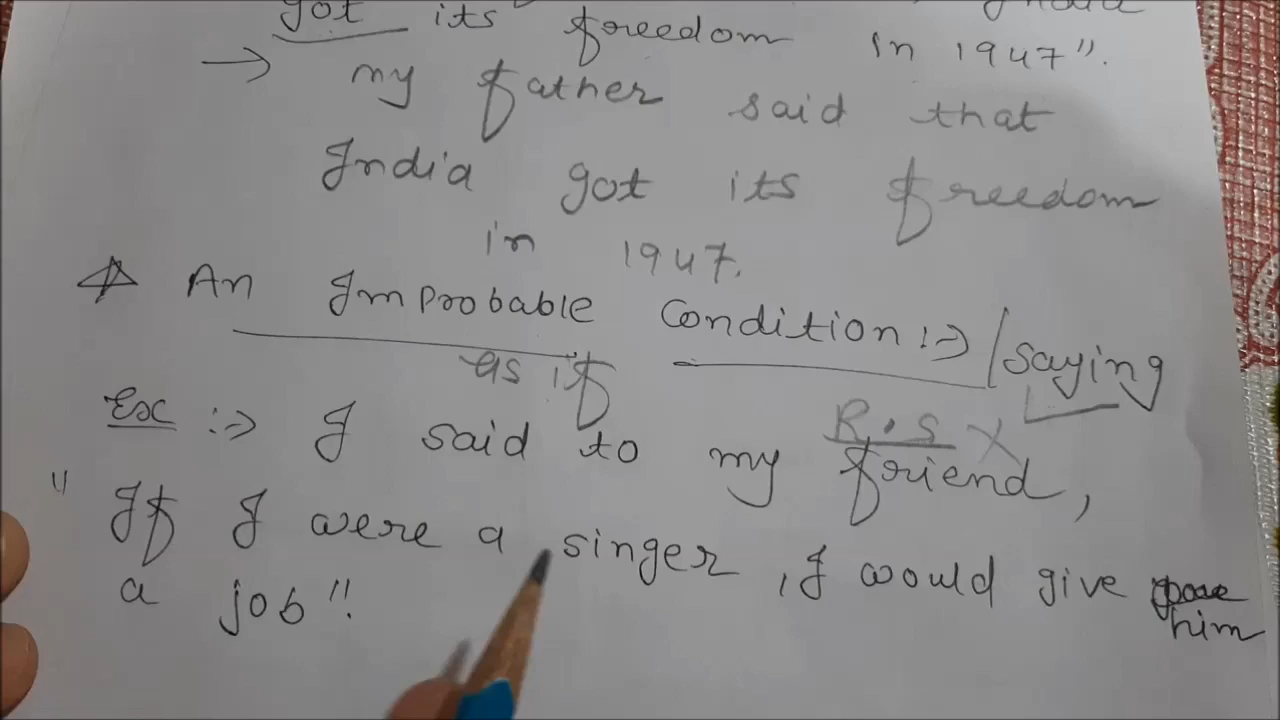 got its freedom in 1947".
→ my father said that
India got its freedom
in 1947.
☆ An Improbable Condition :→ / saying
as if
R.S X
Ex :→ I said to my friend,
"If I were a singer, I would give him
a job".